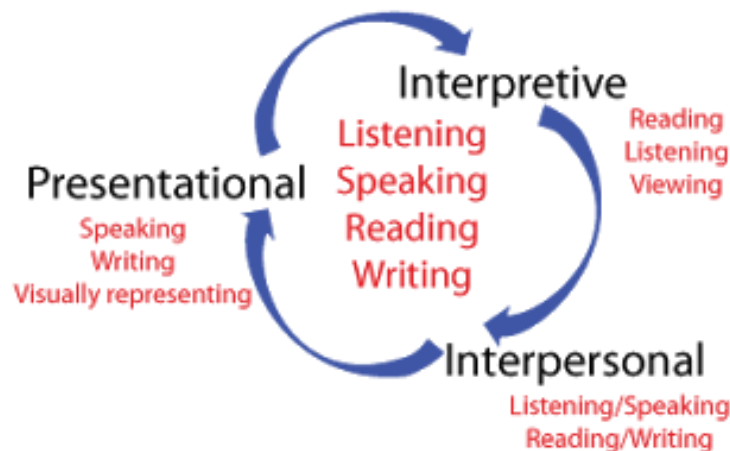 Interpretive
Reading
Listening
Viewing
Listening
Speaking
Reading
Writing
Presentational
Speaking
Writing
Visually representing
Interpersonal
Listening/Speaking
Reading/Writing